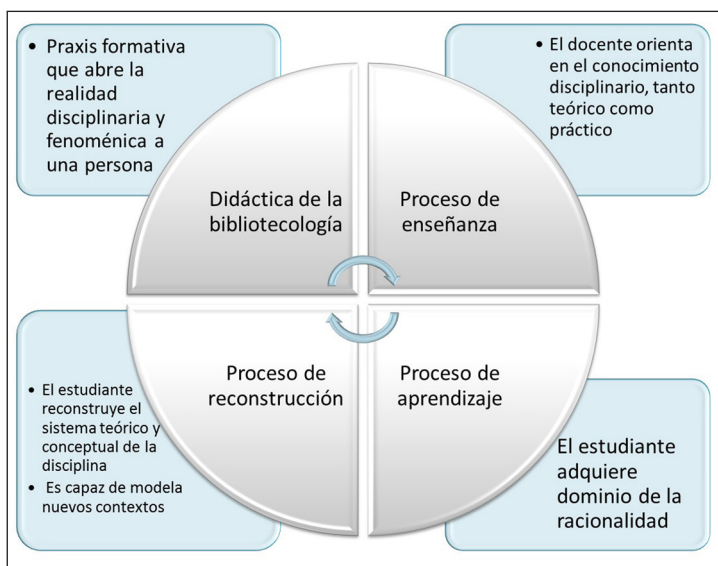 • Praxis formativa
que abre la
realidad
disciplinaria y
fenoménica a
una persona
• El docente orienta
en el conocimiento
disciplinario, tanto
teórico como
práctico
Didáctica de la
bibliotecología
Proceso de
enseñanza
Proceso de
reconstrucción
Proceso de
aprendizaje
• El estudiante
reconstruye el
sistema teórico y
conceptual de la
disciplina
• Es capaz de modela
nuevos contextos
El estudiante
adquiere
dominio de la
racionalidad